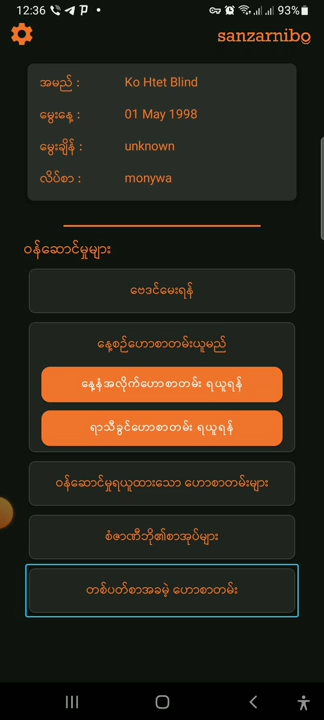 12:36 93%
sanzarnibo
အမည် : Ko Htet Blind
မွေးနေ့ : 01 May 1998
မွေးချိန် : unknown
လိပ်စာ : monywa
ဝန်ဆောင်မှုများ
ဗေဒင်မေးရန်
နေ့စဉ်ဟောစာတမ်းယူမည်
နေ့နံအလိုက်ဟောစာတမ်း ရယူရန်
ရာသီခွင်ဟောစာတမ်း ရယူရန်
ဝန်ဆောင်မှုရယူထားသော ဟောစာတမ်းများ
စံဇာဏီဘို၏စာအုပ်များ
တစ်ပတ်စာအခမဲ့ ဟောစာတမ်း